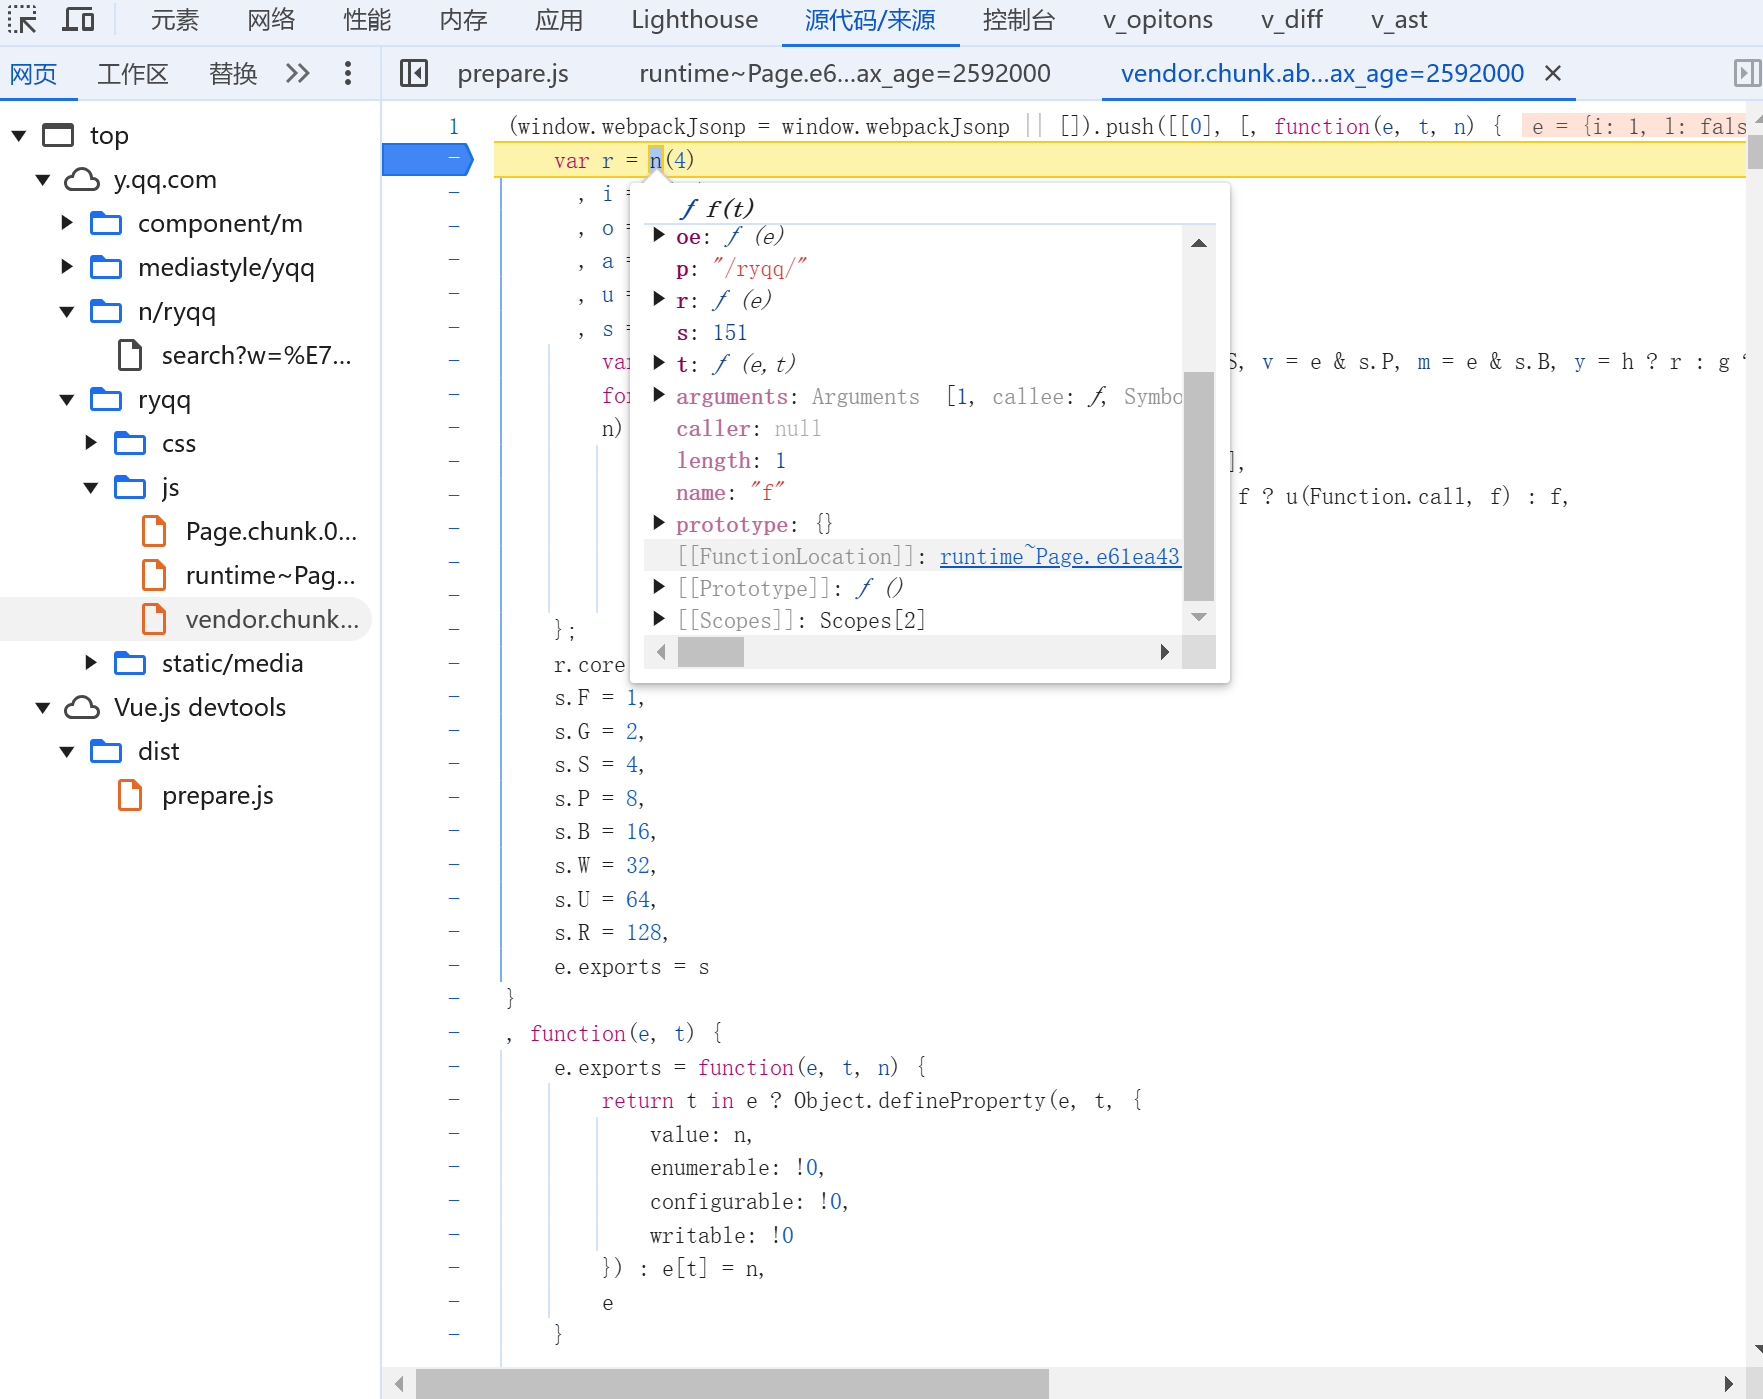 元素 网络 性能 内存 应用 Lighthouse 源代码/来源 控制台 v_opitons v_diff v_ast
网页 工作区 替换
prepare.js runtime~Page.e6...ax_age=2592000 vendor.chunk.ab...ax_age=2592000
top
y.qq.com
component/m
mediastyle/yqq
n/ryqq
search?w=%E7...
ryqq
css
js
Page.chunk.0...
runtime~Pag...
vendor.chunk...
static/media
Vue.js devtools
dist
prepare.js
1 (window.webpackJsonp = window.webpackJsonp || []).push([[0], [, function(e, t, n) { e = {i: 1, l: fals
- var r = n(4)
- , i =
- , o =
- , a =
- , u =
- , s =
- var S, v = e & s.P, m = e & s.B, y = h ? r : g
- for
- n)
- ],
- f ? u(Function.call, f) : f,
-
-
-
- };
- r.core
- s.F = 1,
- s.G = 2,
- s.S = 4,
- s.P = 8,
- s.B = 16,
- s.W = 32,
- s.U = 64,
- s.R = 128,
- e.exports = s
- }
- , function(e, t) {
- e.exports = function(e, t, n) {
- return t in e ? Object.defineProperty(e, t, {
- value: n,
- enumerable: !0,
- configurable: !0,
- writable: !0
- }) : e[t] = n,
- e
- }
ƒ f(t)
oe: ƒ (e)
p: "/ryqq/"
r: ƒ (e)
s: 151
t: ƒ (e,t)
arguments: Arguments [1, callee: ƒ, Symbo
caller: null
length: 1
name: "f"
prototype: {}
[[FunctionLocation]]: runtime~Page.e61ea43
[[Prototype]]: ƒ ()
[[Scopes]]: Scopes[2]